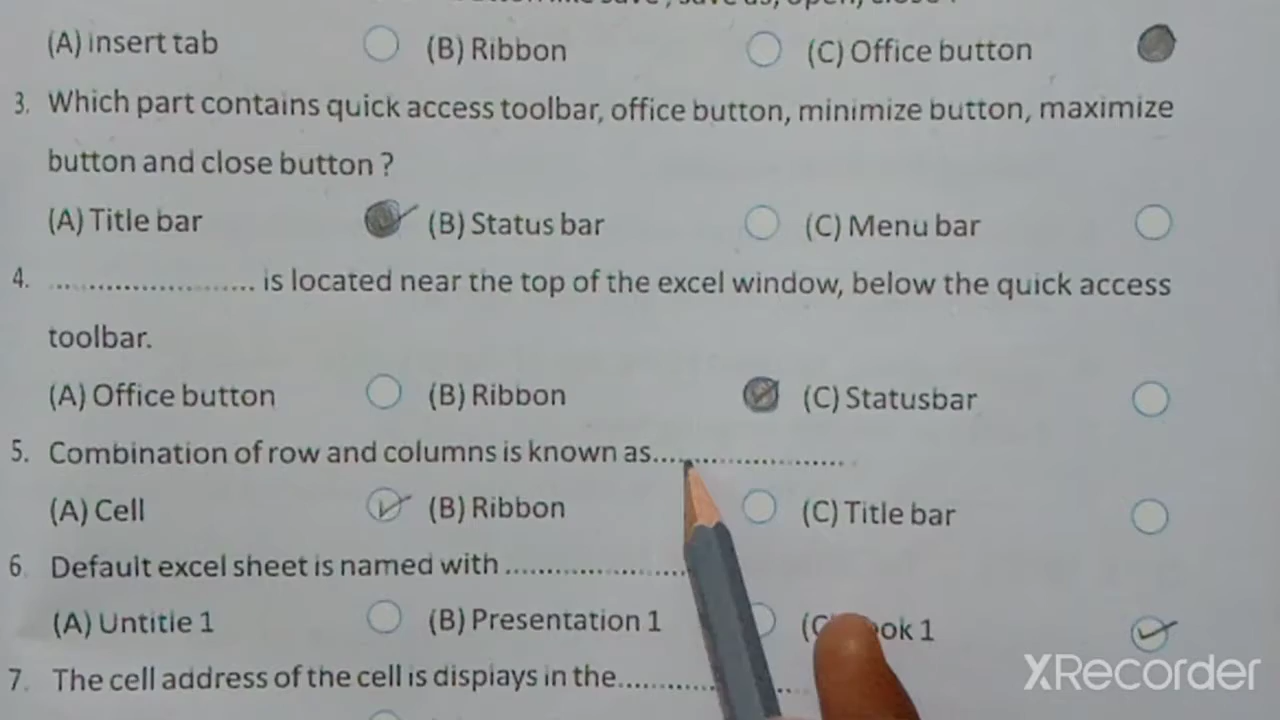 (A) insert tab (B) Ribbon (C) Office button
3. Which part contains quick access toolbar, office button, minimize button, maximize
button and close button ?
(A) Title bar (B) Status bar (C) Menu bar
4. ........................ is located near the top of the excel window, below the quick access
toolbar.
(A) Office button (B) Ribbon (C) Statusbar
5. Combination of row and columns is known as........................
(A) Cell (B) Ribbon (C) Title bar
6. Default excel sheet is named with ......................
(A) Untitle 1 (B) Presentation 1 1
7. The cell address of the cell is displays in the........................
XRecorder